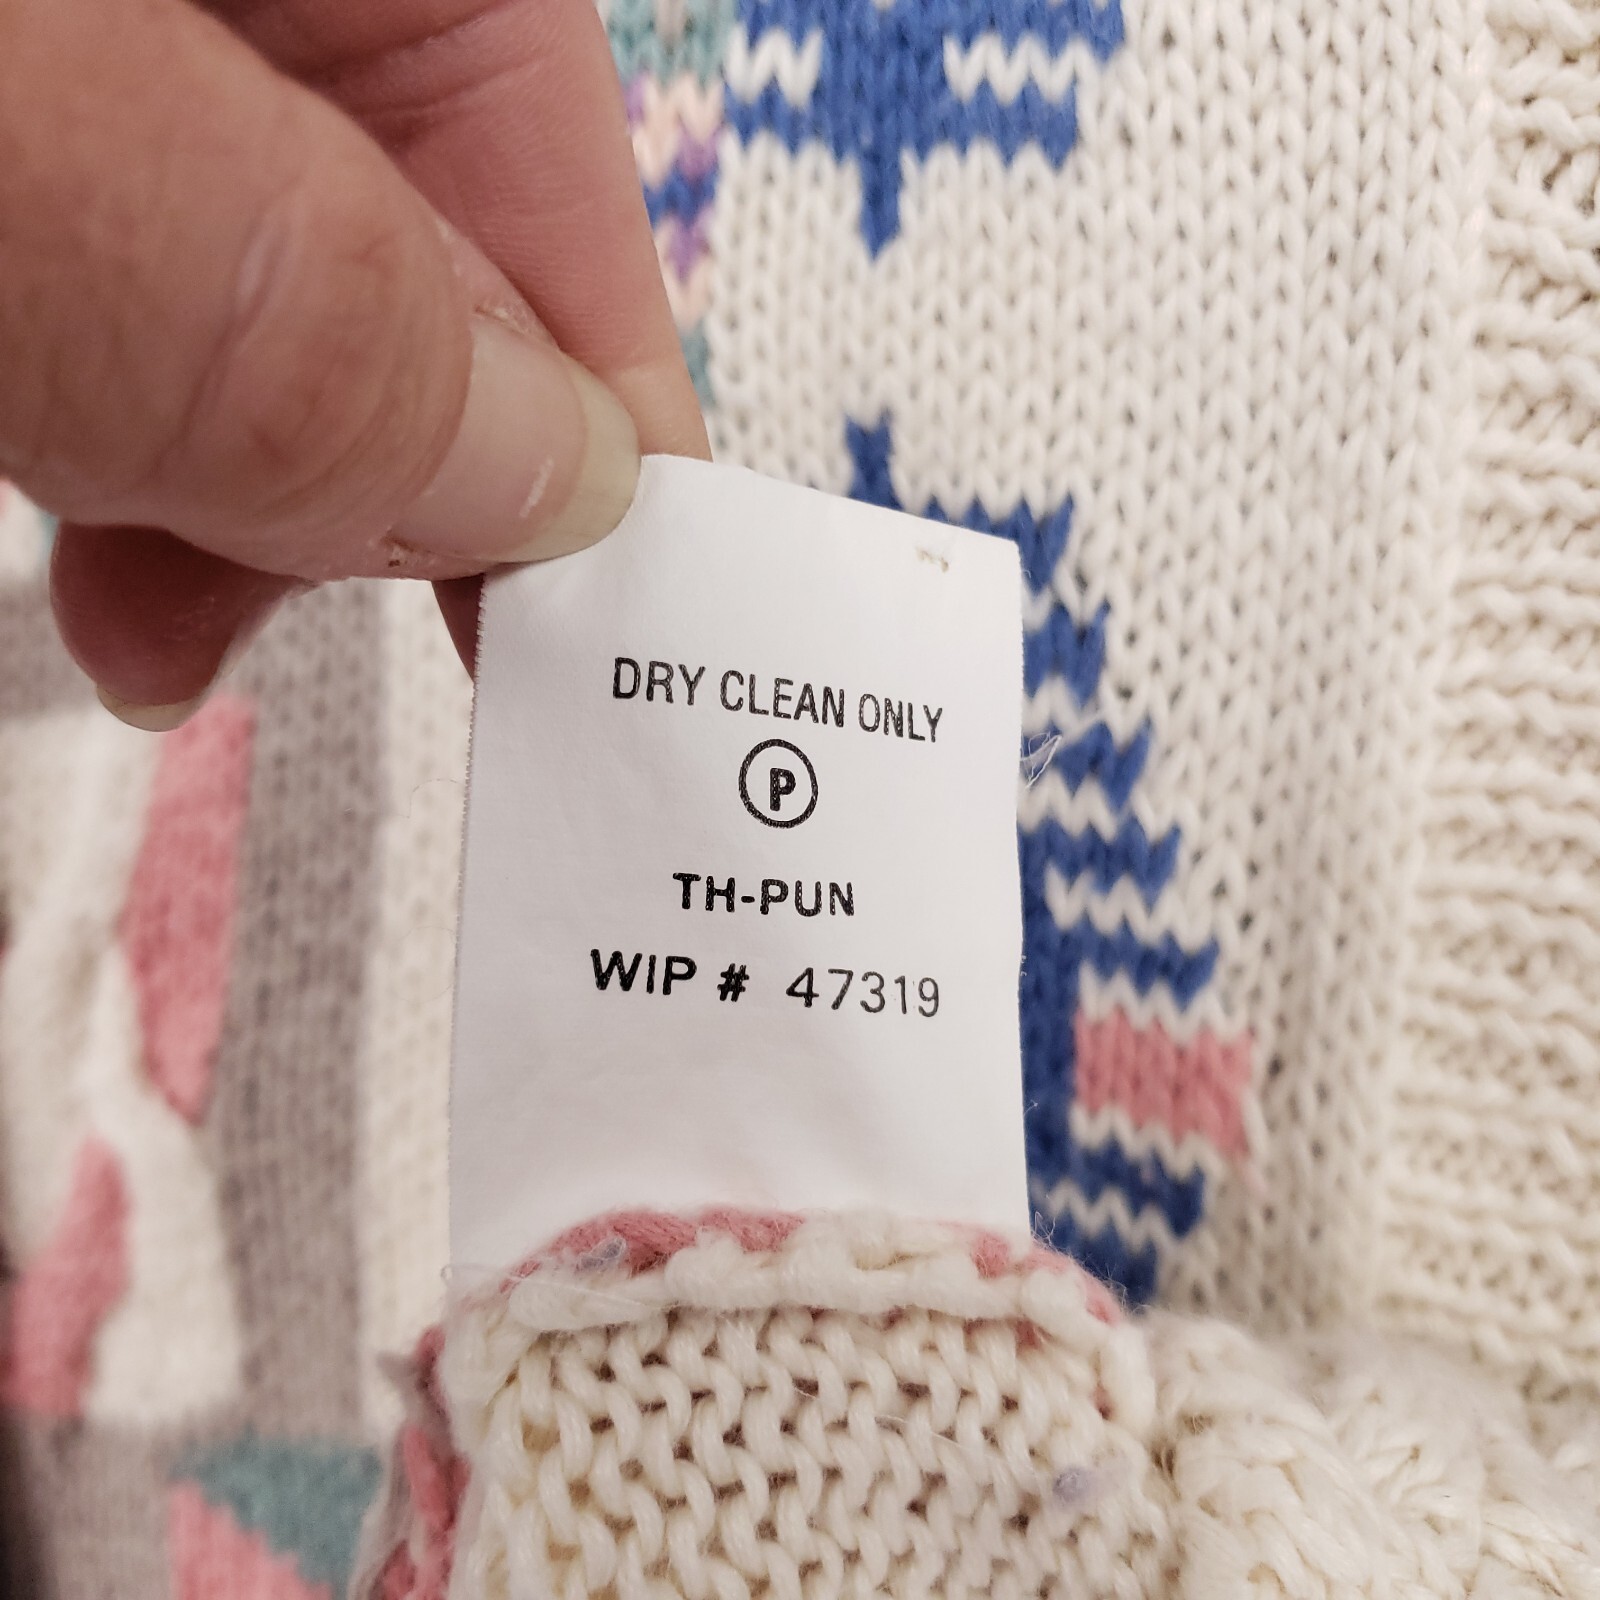 DRY CLEAN ONLY
P
TH-PUN
WIP # 47319